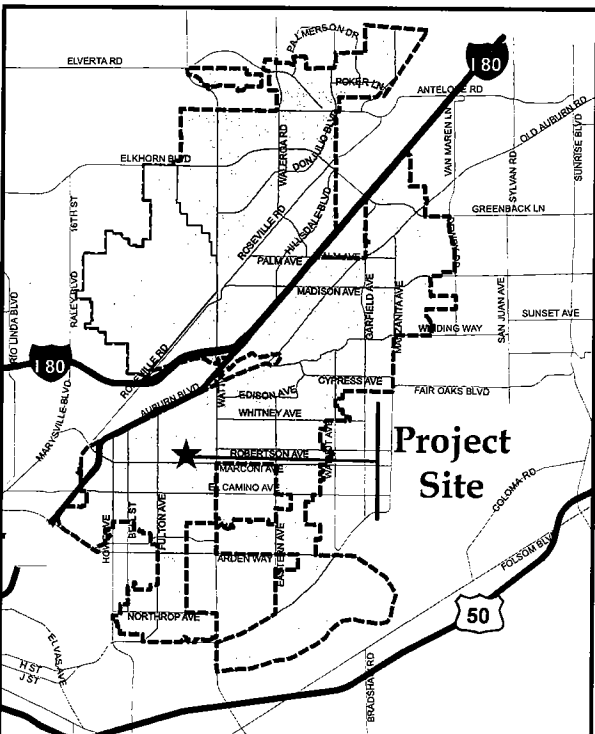 PALMERSON DR
I 80
ELVERTA RD
POKER LN
ANTELOPE RD
OLD AUBURN RD
WALERGA RD
DON JULIO BLVD
VAN MAREN LN
SYLVAN RD
SUNRISE BLVD
ELKHORN BLVD
16TH ST
ROSEVILLE RD
HILLSDALE BLVD
GREENBACK LN
PALM AVE
MADISON AVE
GARFIELD AVE
MANZANITA AVE
SAN JUAN AVE
RIO LINDA BLVD
RALEY BLVD
SUNSET AVE
WINDING WAY
I 80
ROSEVILLE RD
CYPRESS AVE
FAIR OAKS BLVD
MARYSVILLE BLVD
AUBURN BLVD
WATT
EDISON AVE
WHITNEY AVE
WALNUT AVE
ROBERTSON AVE
MARCONI AVE
EL CAMINO AVE
Project
Site
COLOMA RD
HOWE AVE
BELL ST
FULTON AVE
EASTERN AVE
ARDEN WAY
FOLSOM BLVD
NORTHROP AVE
50
ELVAS AVE
H ST
J ST
BRADSHAW RD